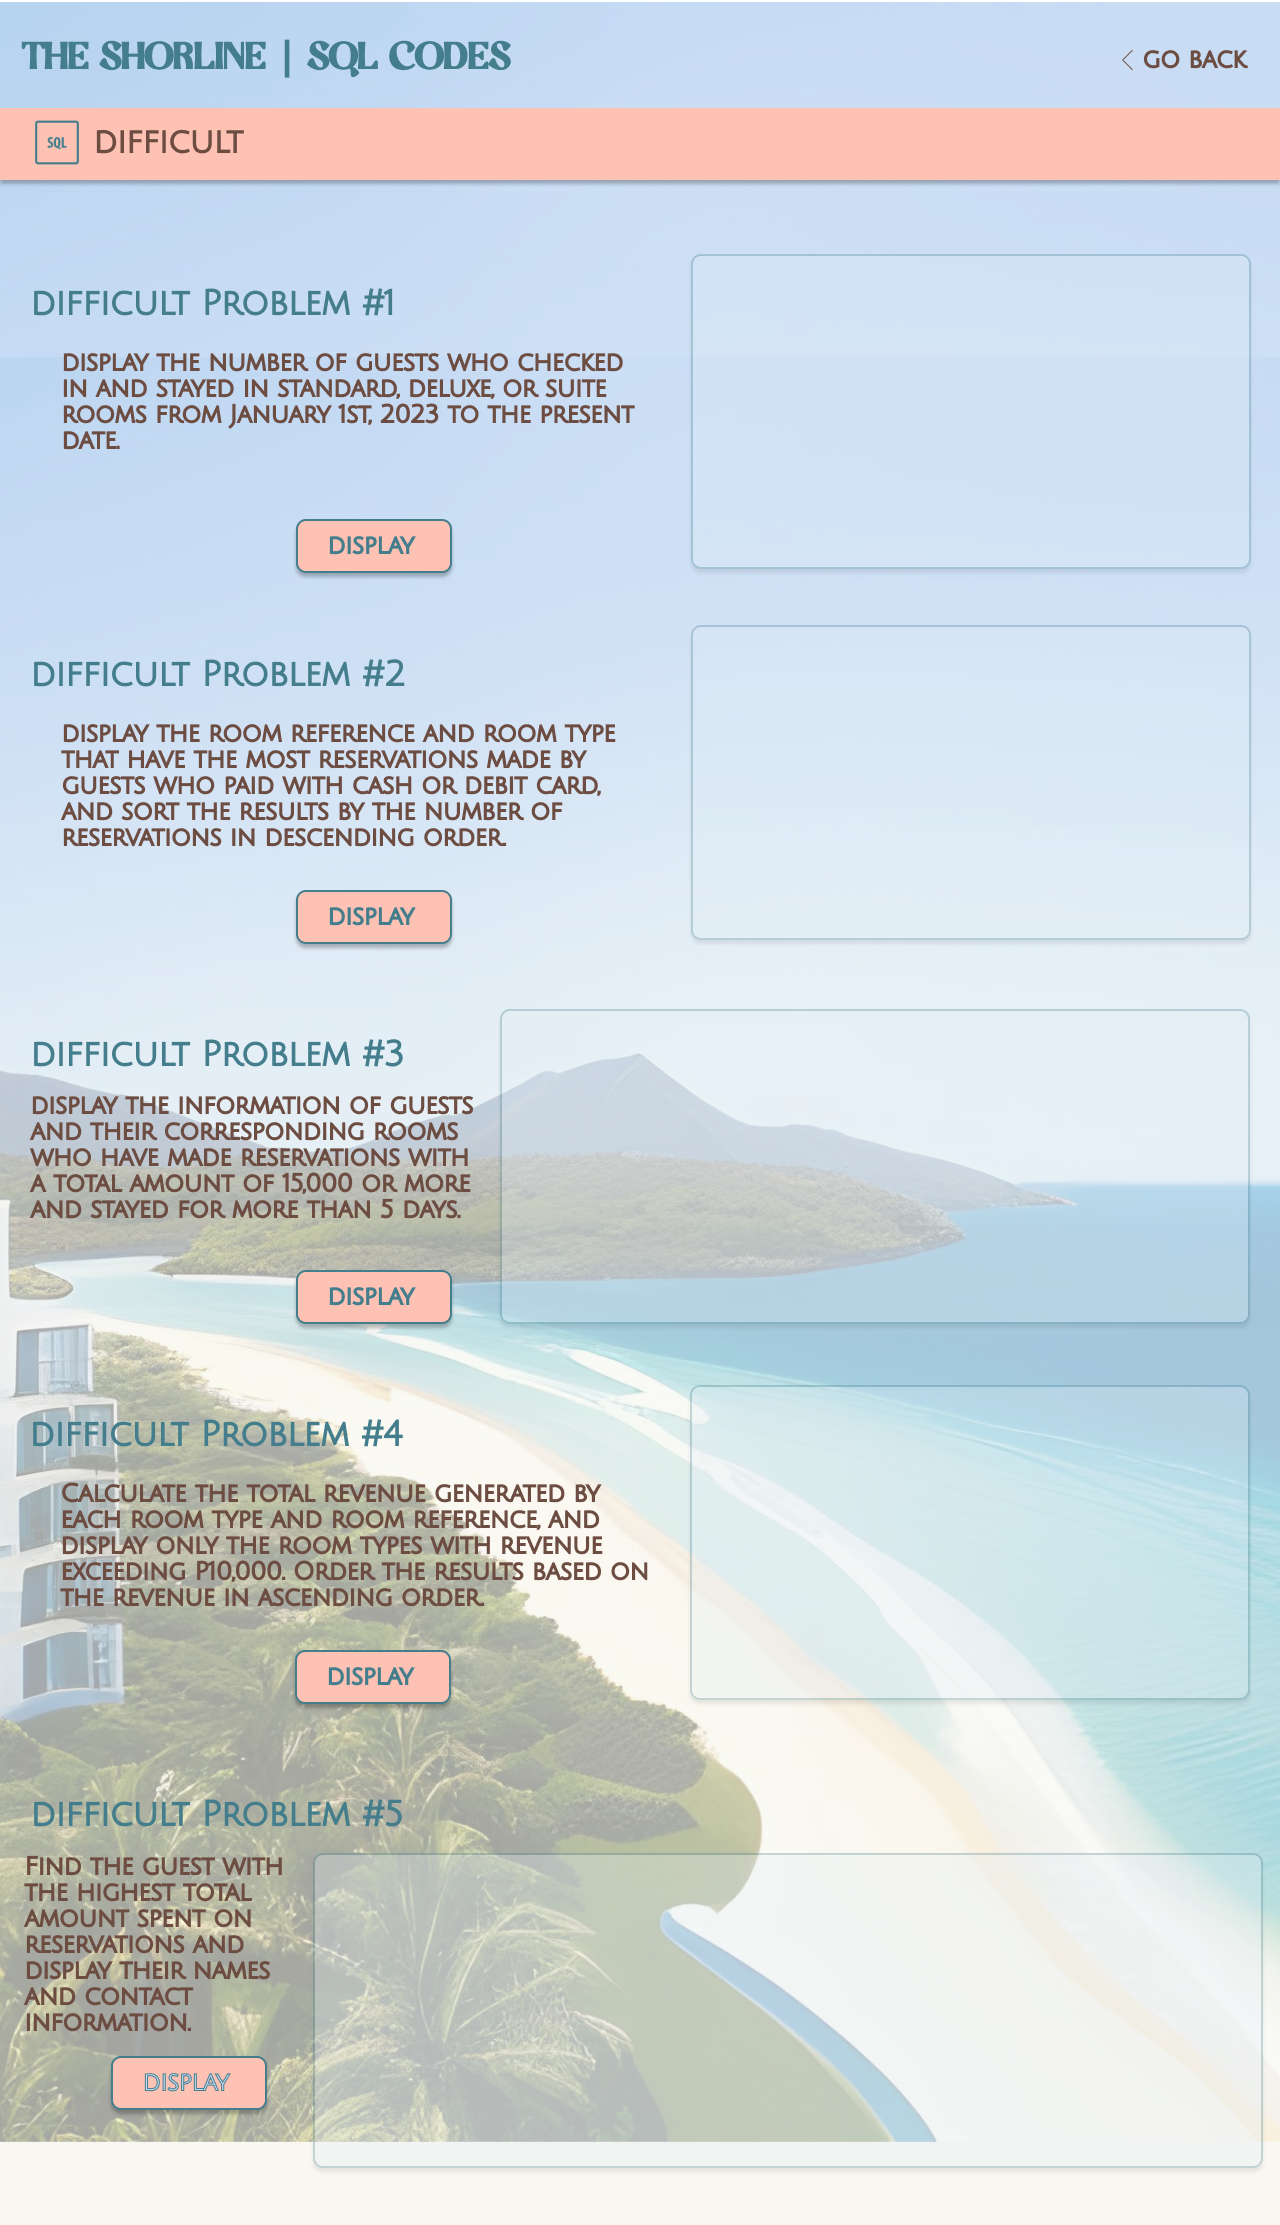 THE SHORLINE | SQL CODES
GO BACK
SQL
DIFFICULT
DIFFICULT PROBLEM #1
DISPLAY THE NUMBER OF GUESTS WHO CHECKED
IN AND STAYED IN STANDARD, DELUXE, OR SUITE
ROOMS FROM JANUARY 1ST, 2023 TO THE PRESENT
DATE.
DISPLAY
DIFFICULT PROBLEM #2
DISPLAY THE ROOM REFERENCE AND ROOM TYPE
THAT HAVE THE MOST RESERVATIONS MADE BY
GUESTS WHO PAID WITH CASH OR DEBIT CARD,
AND SORT THE RESULTS BY THE NUMBER OF
RESERVATIONS IN DESCENDING ORDER.
DISPLAY
DIFFICULT PROBLEM #3
DISPLAY THE INFORMATION OF GUESTS
AND THEIR CORRESPONDING ROOMS
WHO HAVE MADE RESERVATIONS WITH
A TOTAL AMOUNT OF 15,000 OR MORE
AND STAYED FOR MORE THAN 5 DAYS.
DISPLAY
DIFFICULT PROBLEM #4
CALCULATE THE TOTAL REVENUE GENERATED BY
EACH ROOM TYPE AND ROOM REFERENCE, AND
DISPLAY ONLY THE ROOM TYPES WITH REVENUE
EXCEEDING P10,000. ORDER THE RESULTS BASED ON
THE REVENUE IN ASCENDING ORDER.
DISPLAY
DIFFICULT PROBLEM #5
FIND THE GUEST WITH
THE HIGHEST TOTAL
AMOUNT SPENT ON
RESERVATIONS AND
DISPLAY THEIR NAMES
AND CONTACT
INFORMATION.
DISPLAY